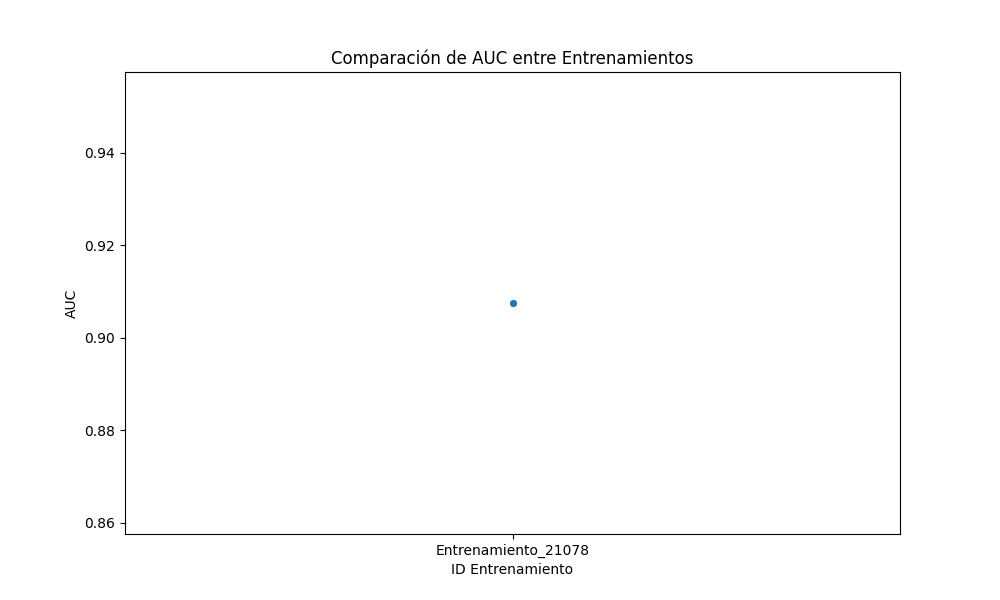 Comparación de AUC entre Entrenamientos
0.94
0.92
0.90
0.88
0.86
AUC
Entrenamiento_21078
ID Entrenamiento